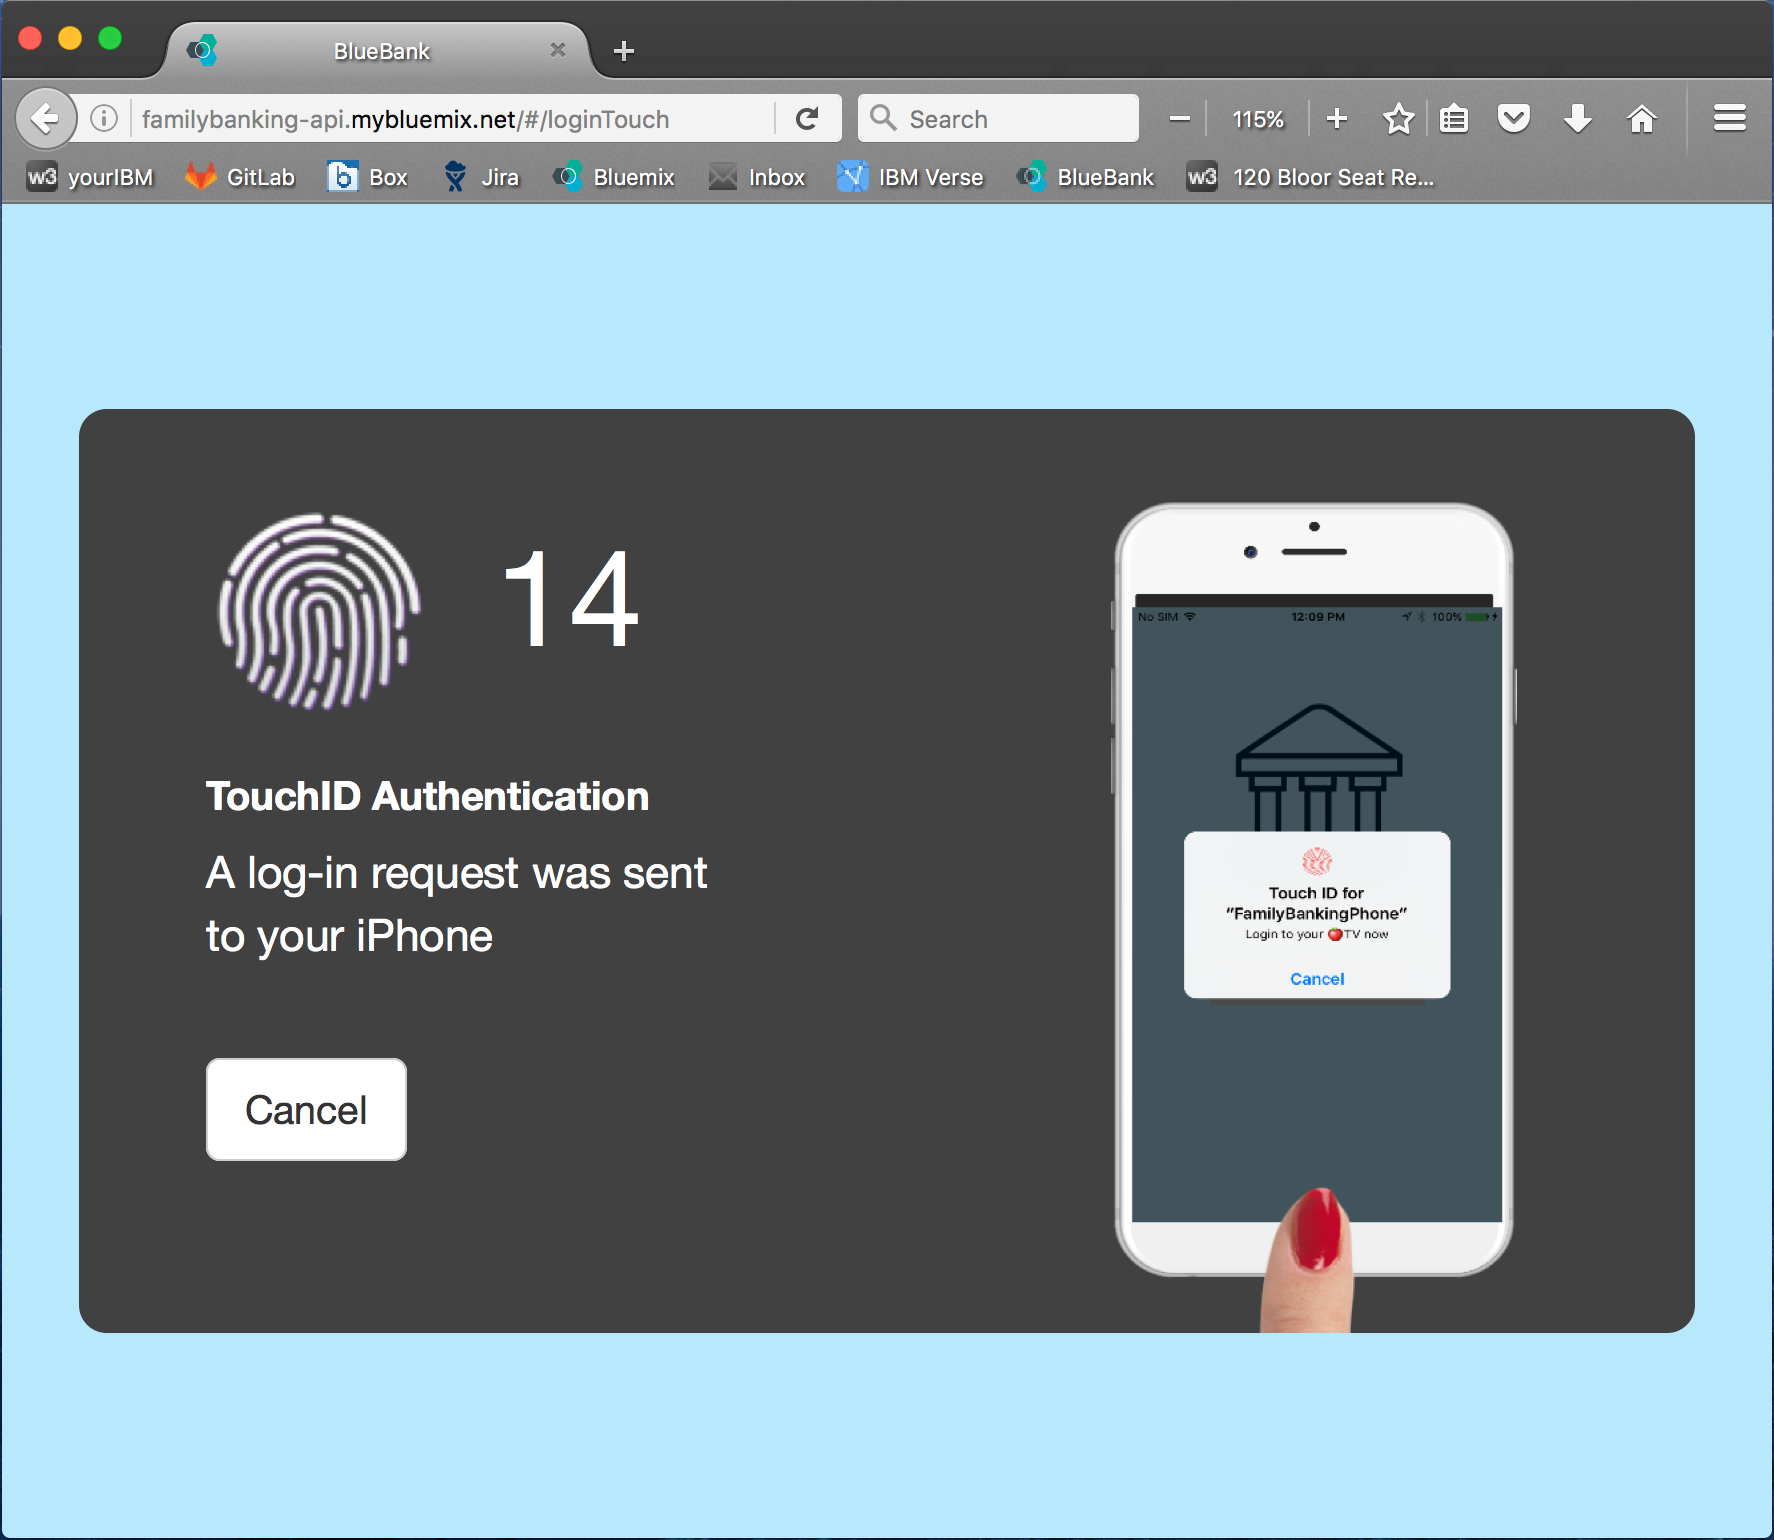 BlueBank
familybanking-api.mybluemix.net/#/loginTouch
Search
115%
w3 yourIBM
GitLab
b Box
Jira
Bluemix
Inbox
IBM Verse
BlueBank
w3 120 Bloor Seat Re...
14
TouchID Authentication
A log-in request was sent
to your iPhone
Cancel
No SIM 12:09 PM 100%
Touch ID for
“FamilyBankingPhone”
Login to your 🍎TV now
Cancel